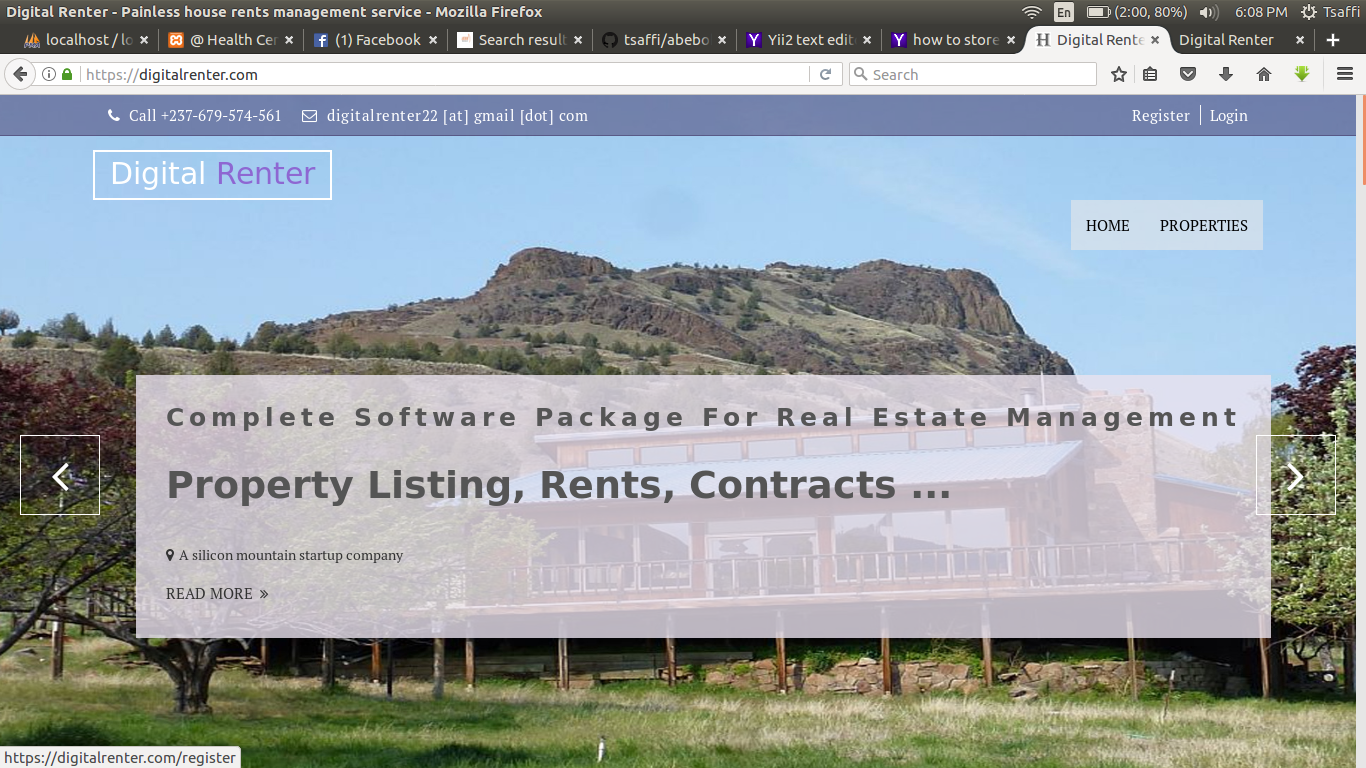 Digital Renter - Painless house rents management service - Mozilla Firefox
En
(2:00, 80%)
6:08 PM
Tsaffi
localhost / lo
@ Health Cen
(1) Facebook
Search result
tsaffi/abebo
Yii2 text edit
how to store
Digital Rente
Digital Renter
https://digitalrenter.com
Search
Call +237-679-574-561
digitalrenter22 [at] gmail [dot] com
Register
Login
Digital Renter
HOME
PROPERTIES
Complete Software Package For Real Estate Management
Property Listing, Rents, Contracts ...
A silicon mountain startup company
READ MORE »
https://digitalrenter.com/register